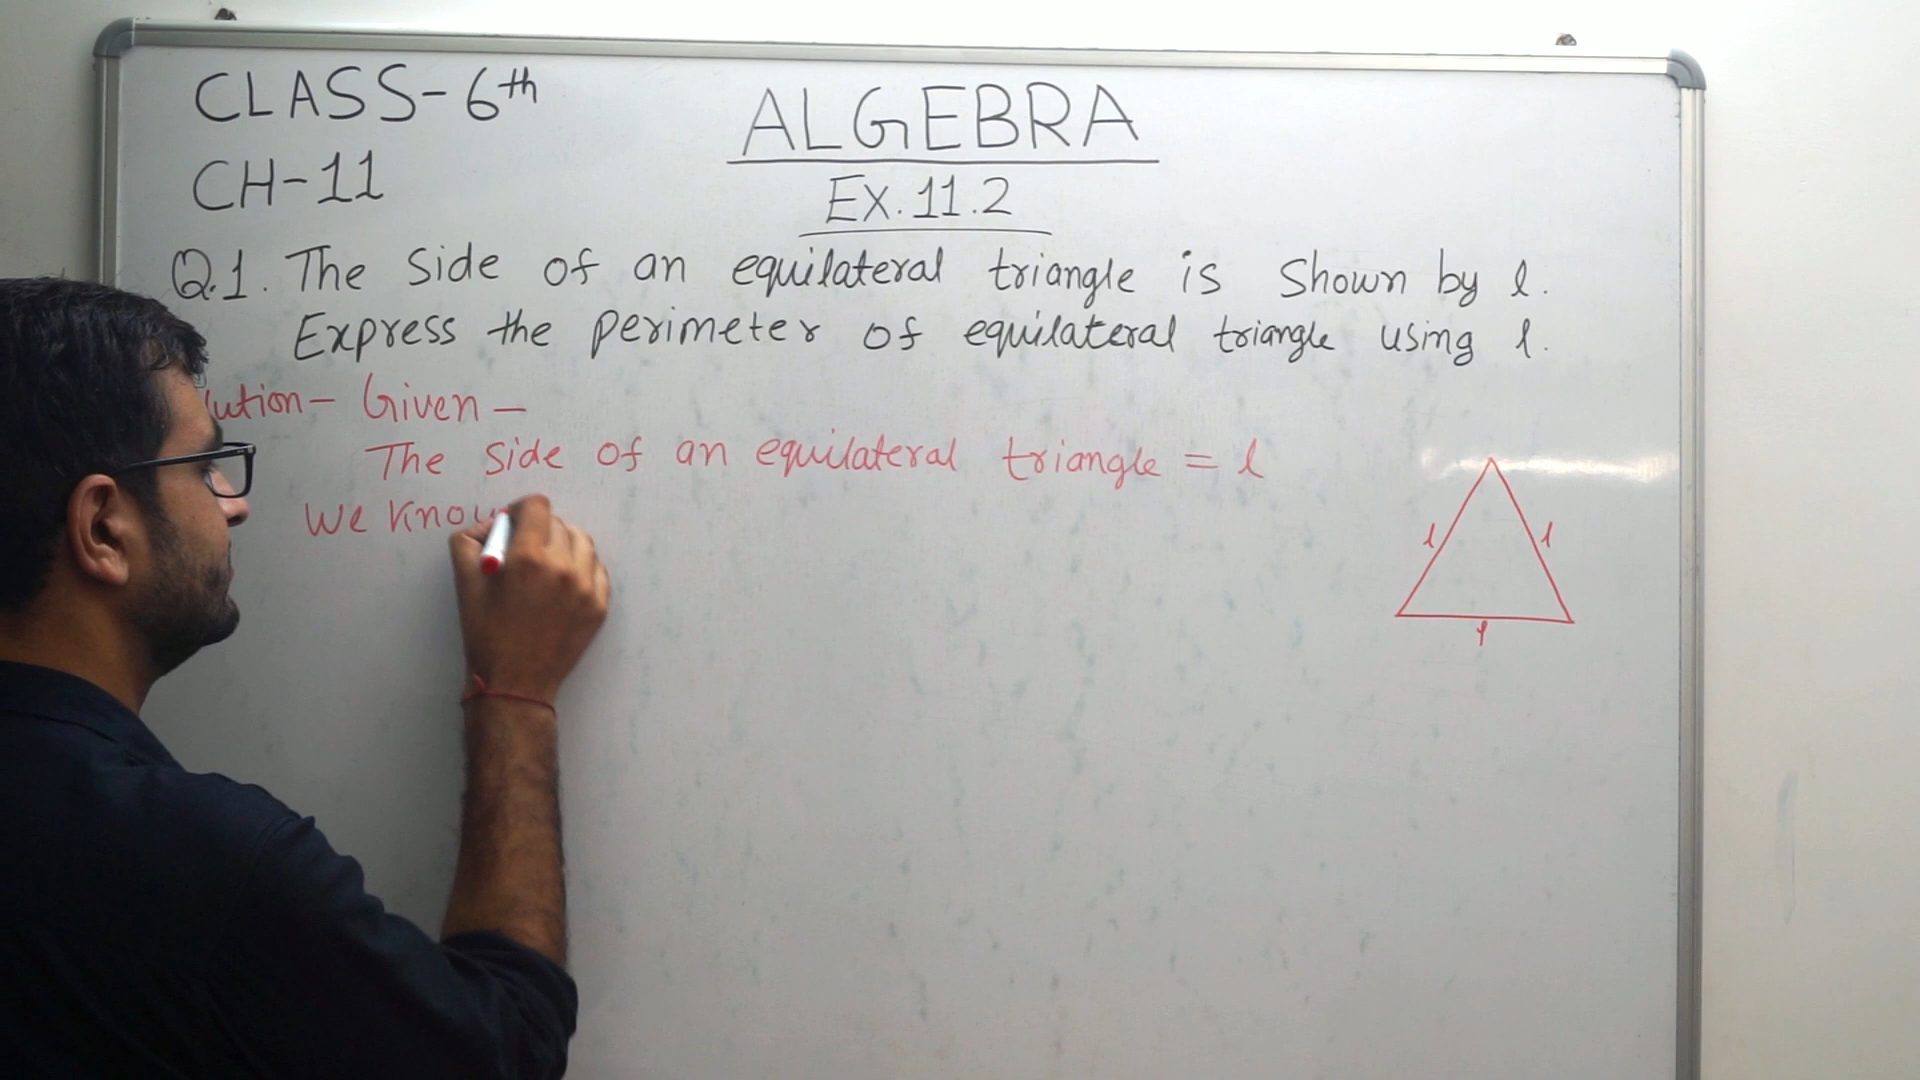 CLASS-6th
CH-11
ALGEBRA
EX.11.2
Q.1. The side of an equilateral triangle is Shown by l.
Express the perimeter of equilateral triangle using l.
lution- Given-
The side of an equilateral triangle = l
We know
l
l
l